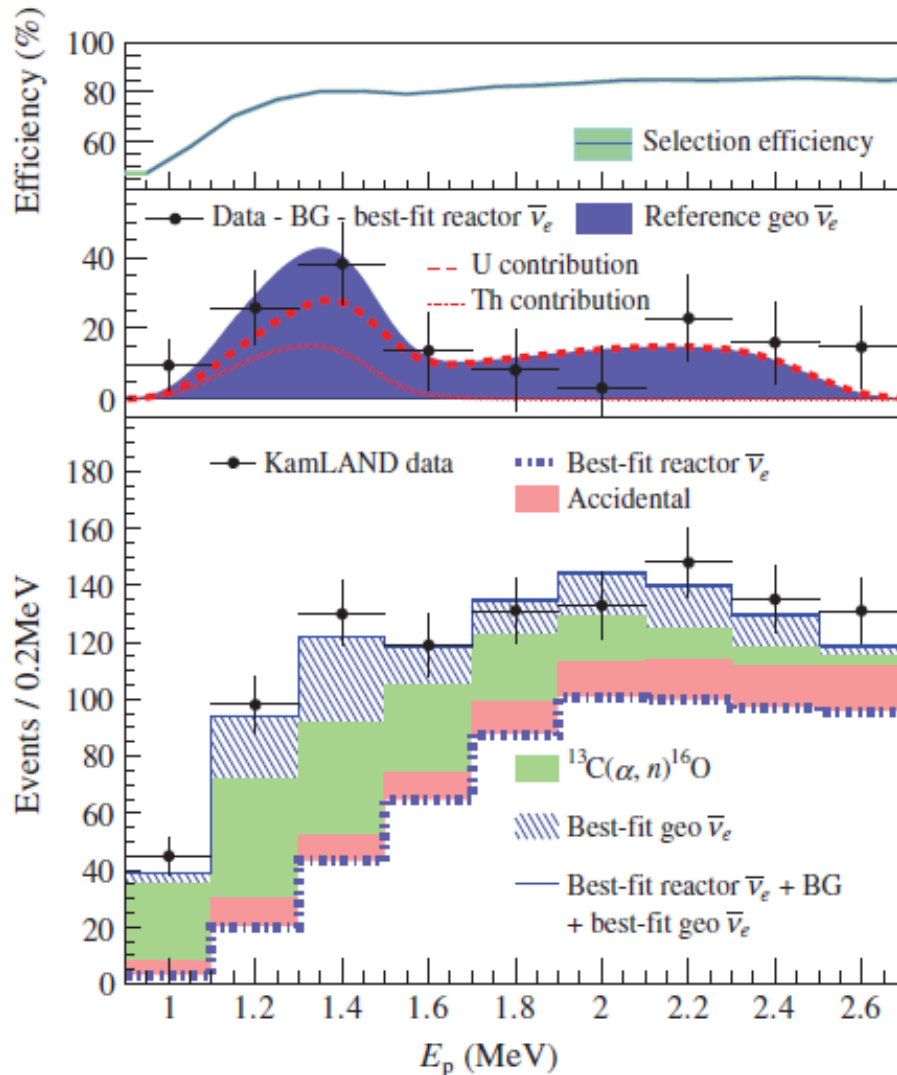 Efficiency (%)
100
80
60
Selection efficiency
Data - BG - best-fit reactor ν̅ₑ
Reference geo ν̅ₑ
40
20
0
U contribution
Th contribution
Events / 0.2MeV
180
160
140
120
100
80
60
40
20
0
KamLAND data
Best-fit reactor ν̅ₑ
Accidental
¹³C(α, n)¹⁶O
Best-fit geo ν̅ₑ
Best-fit reactor ν̅ₑ + BG
+ best-fit geo ν̅ₑ
1 1.2 1.4 1.6 1.8 2 2.2 2.4 2.6
Eₚ (MeV)